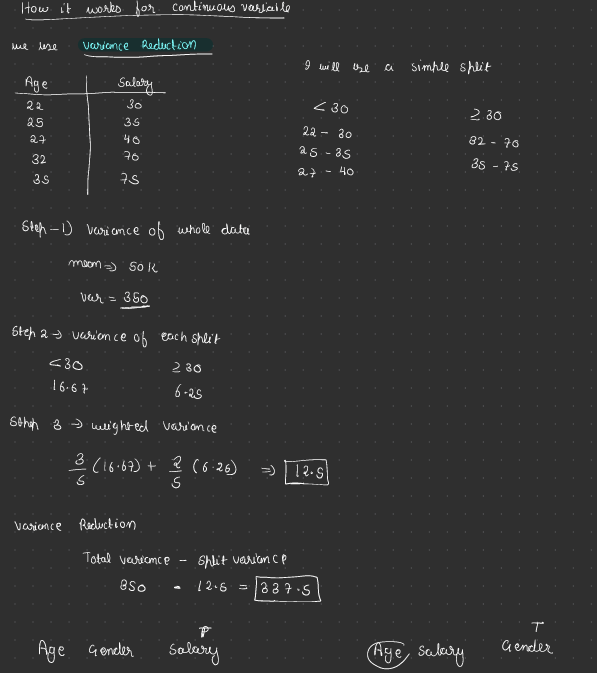 How it works for continuous variable
we use Variance Reduction
I will use a simple split
Age Salary
22 30
25 35
27 40
32 70
35 75
< 30 ≥ 30
22 - 30 32 - 70
25 - 35 35 - 75
27 - 40
Step-1) Variance of whole data
mean ⇒ 50K
var = 350
Step 2 → variance of each split
<30 ≥ 30
16.67 6.25
Step 3 → weighted variance
3/5 (16.67) + 2/5 (6.25) ⇒ 12.5
Variance Reduction
Total variance - split variance
350 - 12.5 = 337.5
T T
Age Gender Salary Age, Salary Gender